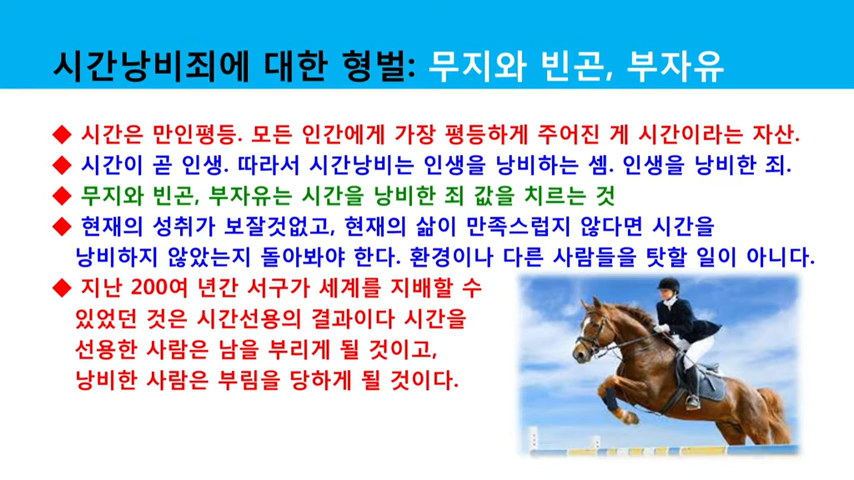 시간낭비죄에 대한 형벌: 무지와 빈곤, 부자유
◆ 시간은 만인평등. 모든 인간에게 가장 평등하게 주어진 게 시간이라는 자산.
◆ 시간이 곧 인생. 따라서 시간낭비는 인생을 낭비하는 셈. 인생을 낭비한 죄.
◆ 무지와 빈곤, 부자유는 시간을 낭비한 죄 값을 치르는 것
◆ 현재의 성취가 보잘것없고, 현재의 삶이 만족스럽지 않다면 시간을
낭비하지 않았는지 돌아봐야 한다. 환경이나 다른 사람들을 탓할 일이 아니다.
◆ 지난 200여 년간 서구가 세계를 지배할 수
있었던 것은 시간선용의 결과이다 시간을
선용한 사람은 남을 부리게 될 것이고,
낭비한 사람은 부림을 당하게 될 것이다.